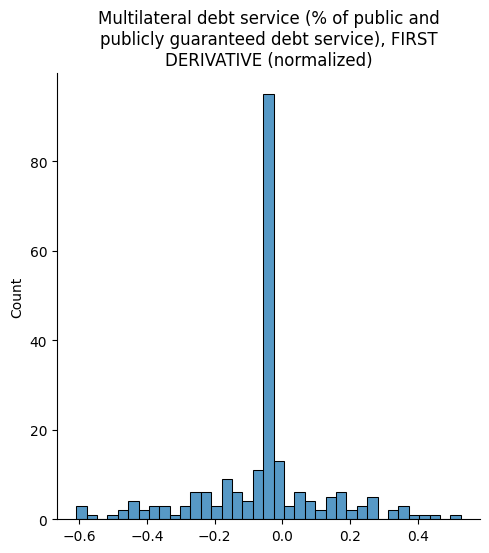 Multilateral debt service (% of public and
publicly guaranteed debt service), FIRST
DERIVATIVE (normalized)
80
60
Count
40
20
0
−0.6 −0.4 −0.2 0.0 0.2 0.4